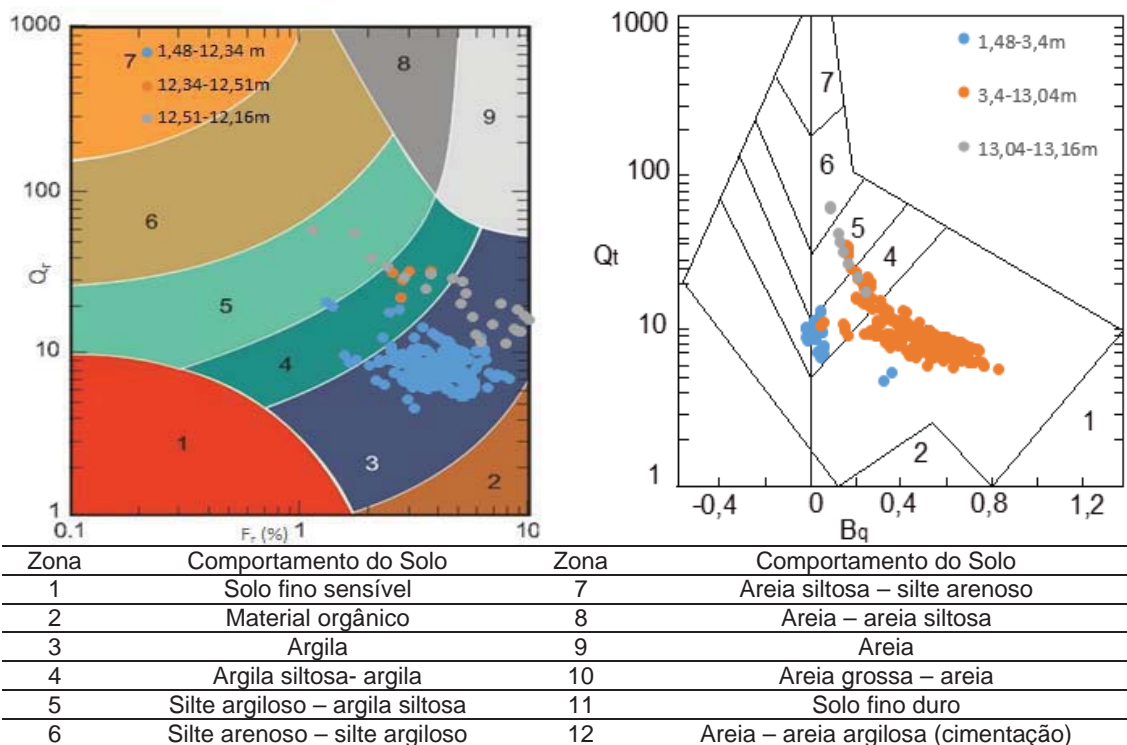 1000
100
10
1
0.1
1
10
Qr
Fr (%)
7
8
9
6
5
4
3
1
2
1,48-12,34 m
12,34-12,51m
12,51-12,16m
1000
100
10
1
Qt
-0,4
0
0,4
0,8
1,2
Bq
7
6
5
4
1
2
1,48-3,4m
3,4-13,04m
13,04-13,16m
Zona Comportamento do Solo Zona Comportamento do Solo
1 Solo fino sensível 7 Areia siltosa – silte arenoso
2 Material orgânico 8 Areia – areia siltosa
3 Argila 9 Areia
4 Argila siltosa- argila 10 Areia grossa – areia
5 Silte argiloso – argila siltosa 11 Solo fino duro
6 Silte arenoso – silte argiloso 12 Areia – areia argilosa (cimentação)